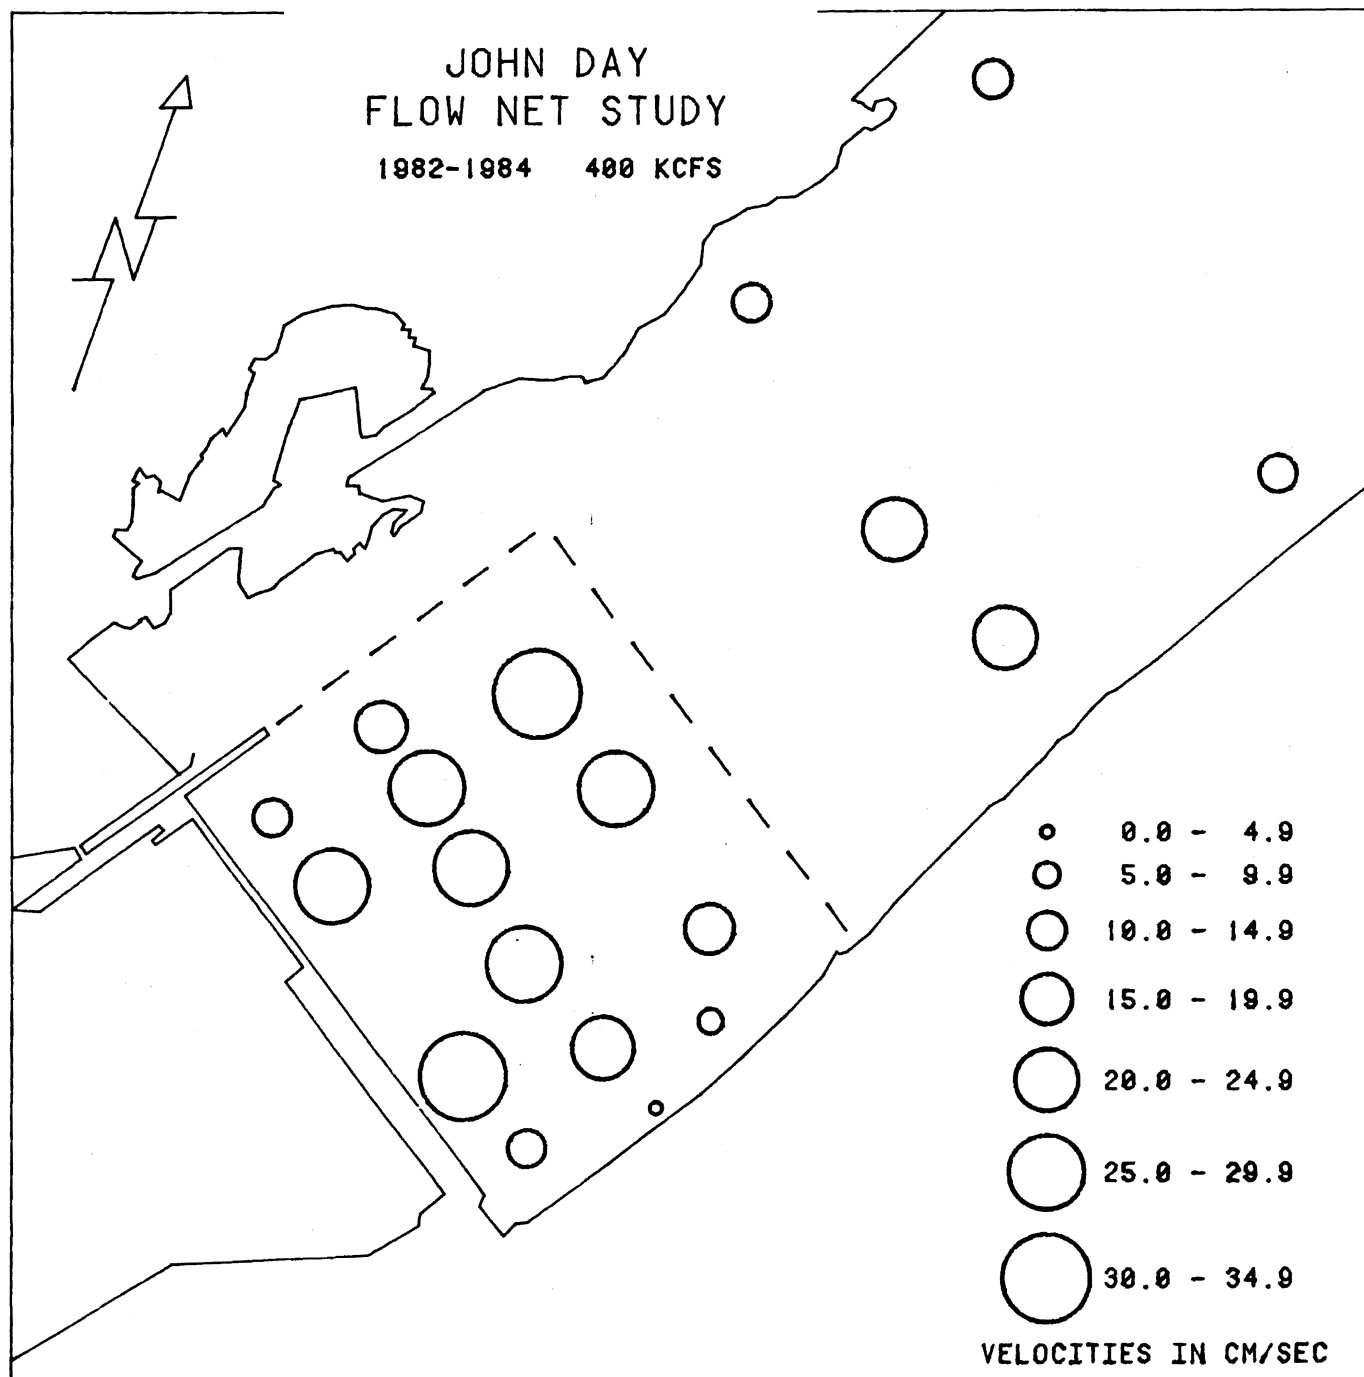 JOHN DAY
FLOW NET STUDY
1982-1984 400 KCFS
N
0.0 - 4.9
5.0 - 9.9
10.0 - 14.9
15.0 - 19.9
20.0 - 24.9
25.0 - 29.9
30.0 - 34.9
VELOCITIES IN CM/SEC